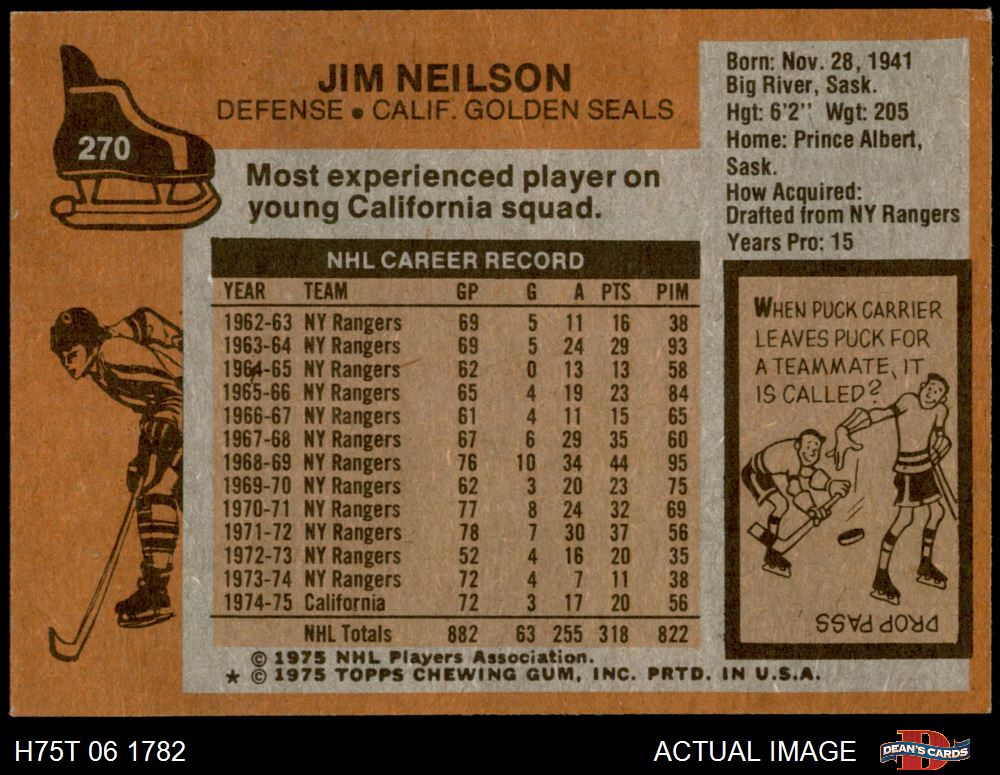 270
JIM NEILSON
DEFENSE • CALIF. GOLDEN SEALS
Most experienced player on
young California squad.
Born: Nov. 28, 1941
Big River, Sask.
Hgt: 6'2" Wgt: 205
Home: Prince Albert,
Sask.
How Acquired:
Drafted from NY Rangers
Years Pro: 15
NHL CAREER RECORD
YEAR TEAM GP G A PTS PIM
1962-63 NY Rangers 69 5 11 16 38
1963-64 NY Rangers 69 5 24 29 93
1964-65 NY Rangers 62 0 13 13 58
1965-66 NY Rangers 65 4 19 23 84
1966-67 NY Rangers 61 4 11 15 65
1967-68 NY Rangers 67 6 29 35 60
1968-69 NY Rangers 76 10 34 44 95
1969-70 NY Rangers 62 3 20 23 75
1970-71 NY Rangers 77 8 24 32 69
1971-72 NY Rangers 78 7 30 37 56
1972-73 NY Rangers 52 4 16 20 35
1973-74 NY Rangers 72 4 7 11 38
1974-75 California 72 3 17 20 56
NHL Totals 882 63 255 318 822
WHEN PUCK CARRIER
LEAVES PUCK FOR
A TEAMMATE, IT
IS CALLED?
DROP PASS
© 1975 NHL Players Association.
* © 1975 TOPPS CHEWING GUM, INC. PRTD. IN U.S.A.
H75T 06 1782
ACTUAL IMAGE
D
DEAN'S CARDS